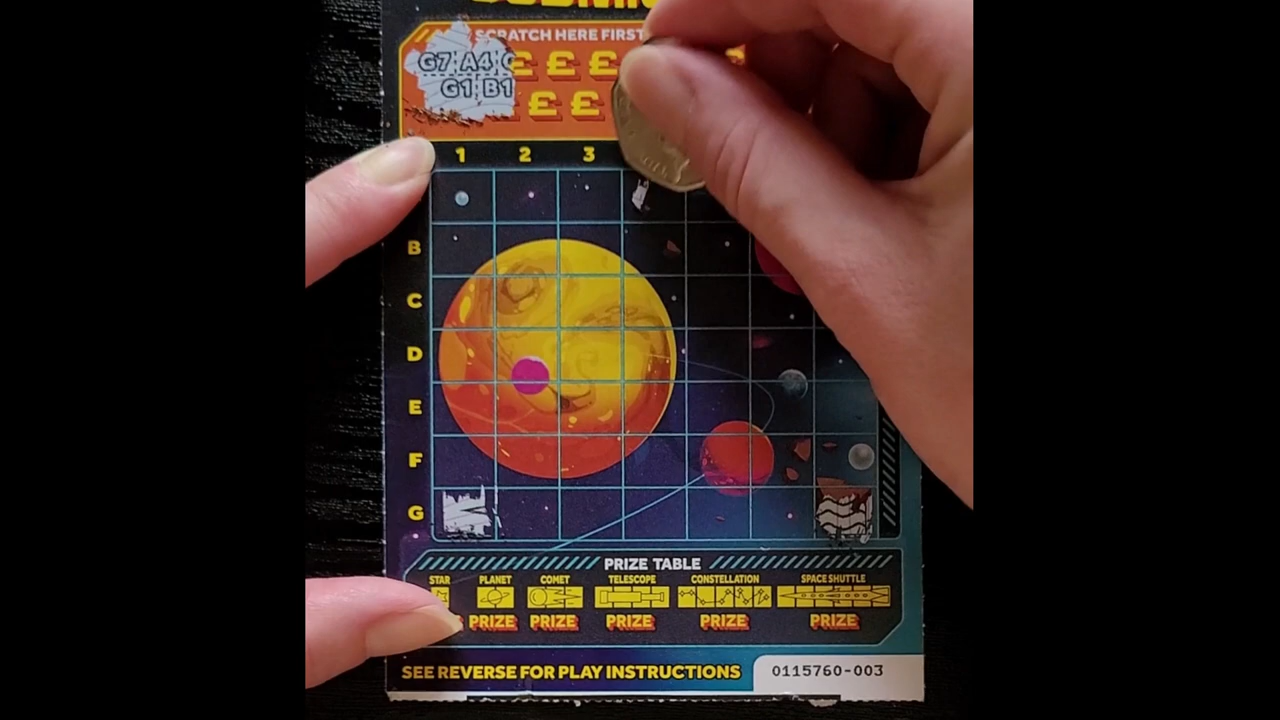 SCRATCH HERE FIRST
G7 A4
£ £ £
G1 B1
£ £
1 2 3
B
C
D
E
F
G
PRIZE TABLE
STAR PLANET COMET TELESCOPE CONSTELLATION SPACE SHUTTLE
PRIZE PRIZE PRIZE PRIZE PRIZE
SEE REVERSE FOR PLAY INSTRUCTIONS 0115760-003